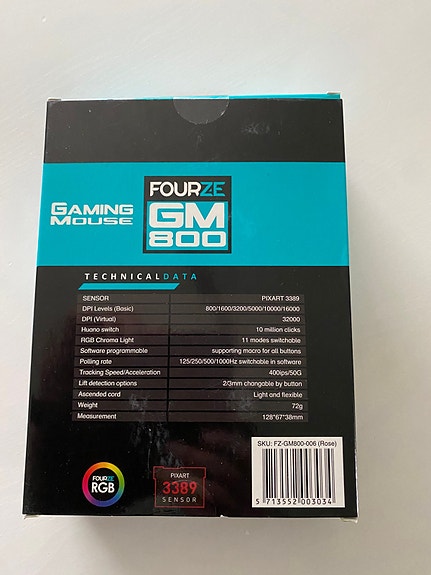 FOURZE
GAMING MOUSE
GM 800
TECHNICALDATA
SENSOR PIXART 3389
DPI Levels (Basic) 800/1600/3200/5000/10000/16000
DPI (Virtual) 32000
Huano switch 10 million clicks
RGB Chroma Light 11 modes switchable
Software programmable supporting macro for all buttons
Polling rate 125/250/500/1000Hz switchable in software
Tracking Speed/Acceleration 400ips/50G
Lift detection options 2/3mm changable by button
Ascended cord Light and flexible
Weight 72g
Measurement 128*67*38mm
SKU: FZ-GM800-006 (Rose)
FOURZE
RGB
PIXART
3389
SENSOR
5 713552 003034